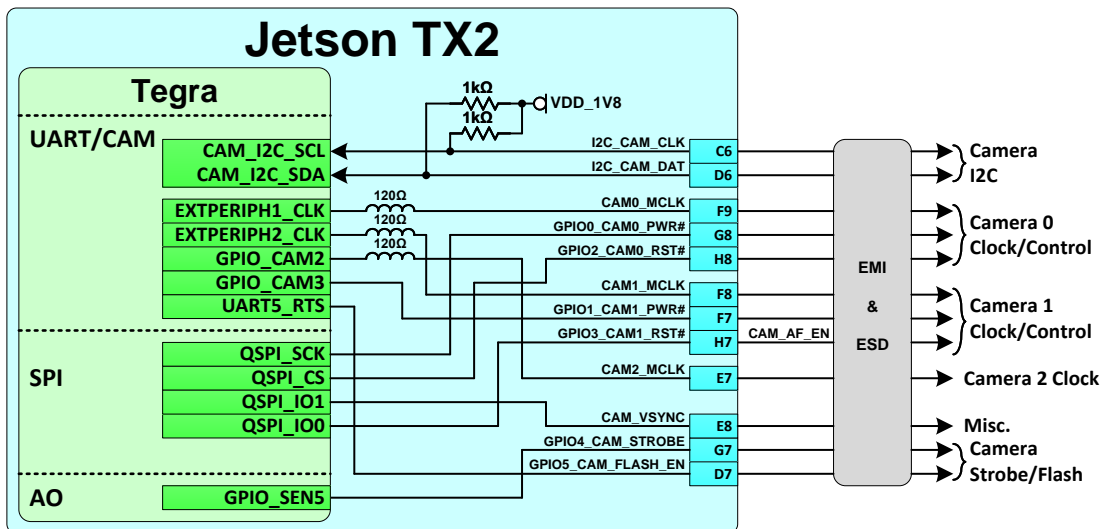 Jetson TX2
Tegra
1kΩ
VDD_1V8
1kΩ
UART/CAM
CAM_I2C_SCL
I2C_CAM_CLK
C6
Camera
I2C
CAM_I2C_SDA
I2C_CAM_DAT
D6
120Ω
EXTPERIPH1_CLK
CAM0_MCLK
F9
120Ω
EXTPERIPH2_CLK
GPIO0_CAM0_PWR#
G8
Camera 0
Clock/Control
120Ω
GPIO_CAM2
GPIO2_CAM0_RST#
H8
EMI
&
ESD
GPIO_CAM3
CAM1_MCLK
F8
Camera 1
Clock/Control
UART5_RTS
GPIO1_CAM1_PWR#
F7
GPIO3_CAM1_RST#
H7
CAM_AF_EN
SPI
QSPI_SCK
QSPI_CS
CAM2_MCLK
E7
Camera 2 Clock
QSPI_IO1
QSPI_IO0
CAM_VSYNC
E8
Misc.
GPIO4_CAM_STROBE
G7
Camera
Strobe/Flash
GPIO5_CAM_FLASH_EN
D7
AO
GPIO_SEN5